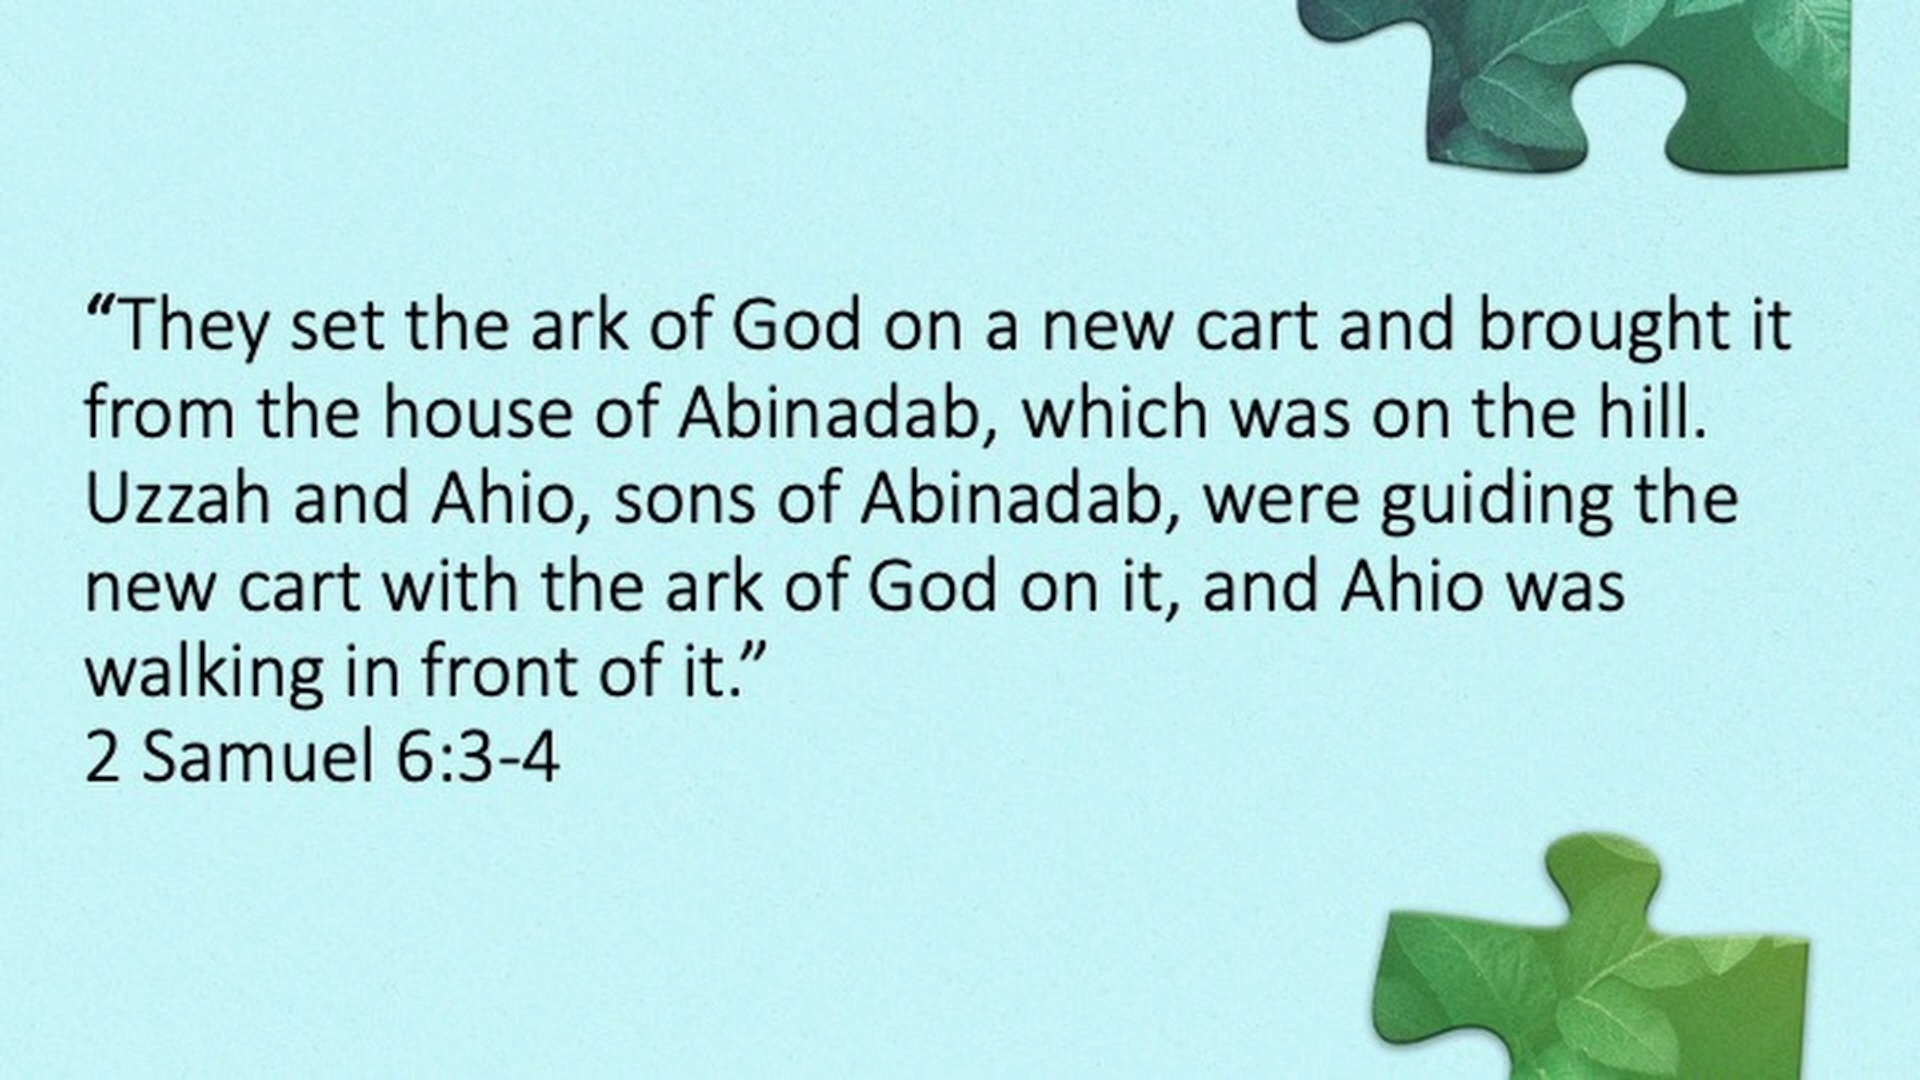 “They set the ark of God on a new cart and brought it
from the house of Abinadab, which was on the hill.
Uzzah and Ahio, sons of Abinadab, were guiding the
new cart with the ark of God on it, and Ahio was
walking in front of it.”
2 Samuel 6:3-4